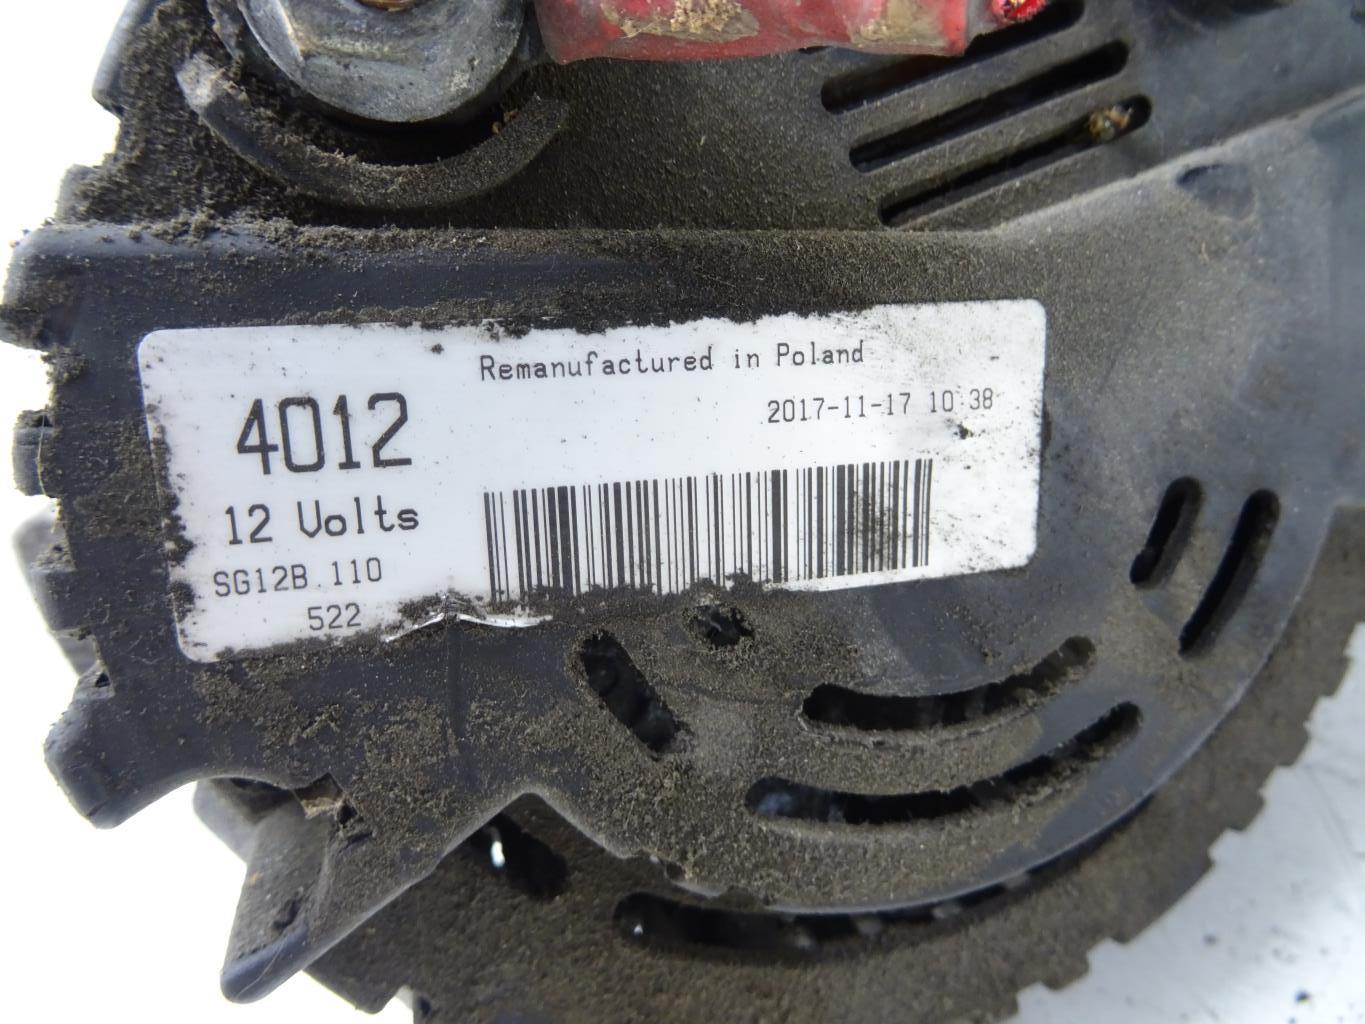 Remanufactured in Poland
4012
2017-11-17 10:38
12 Volts
SG12B.110
522